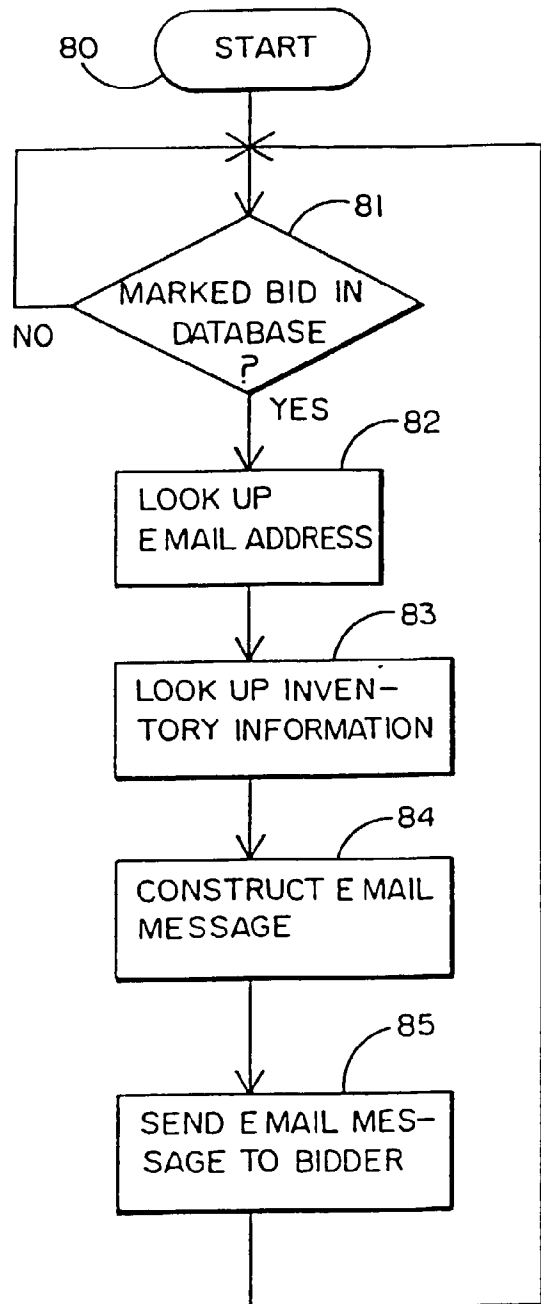 80
START
81
MARKED BID IN
DATABASE
?
NO
YES
82
LOOK UP
E MAIL ADDRESS
83
LOOK UP INVEN-
TORY INFORMATION
84
CONSTRUCT E MAIL
MESSAGE
85
SEND E MAIL MES-
SAGE TO BIDDER